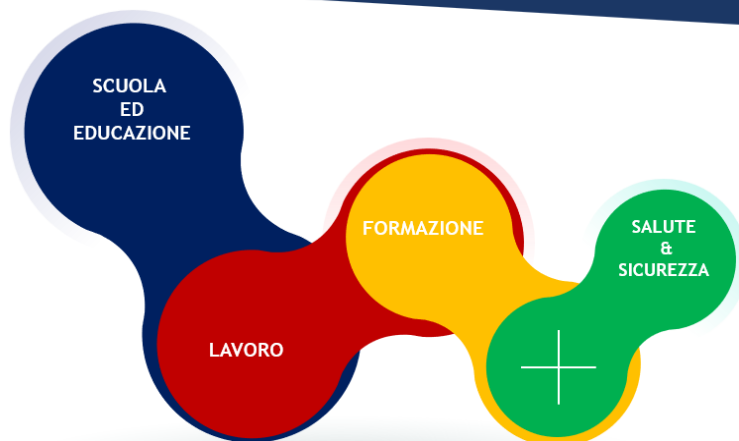 SCUOLA
ED
EDUCAZIONE
LAVORO
FORMAZIONE
SALUTE
&
SICUREZZA